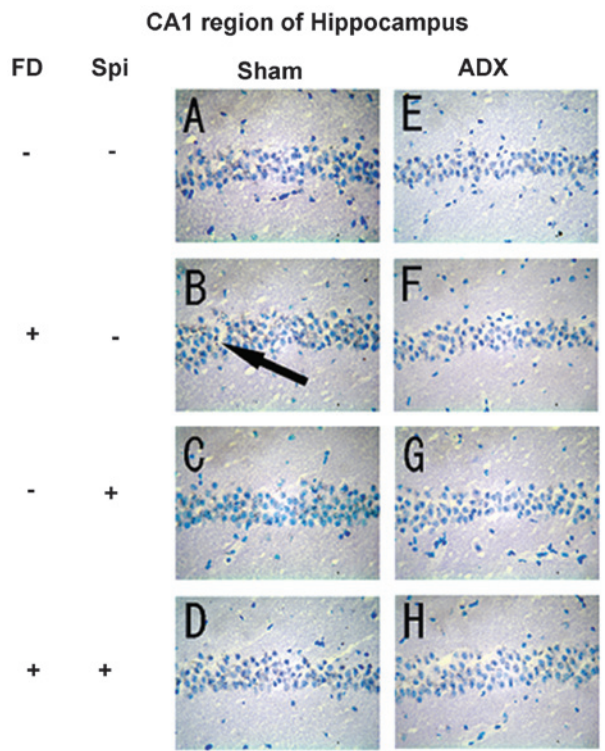 CA1 region of Hippocampus
FD Spi Sham ADX
- - A E
+ - B F
- + C G
+ + D H